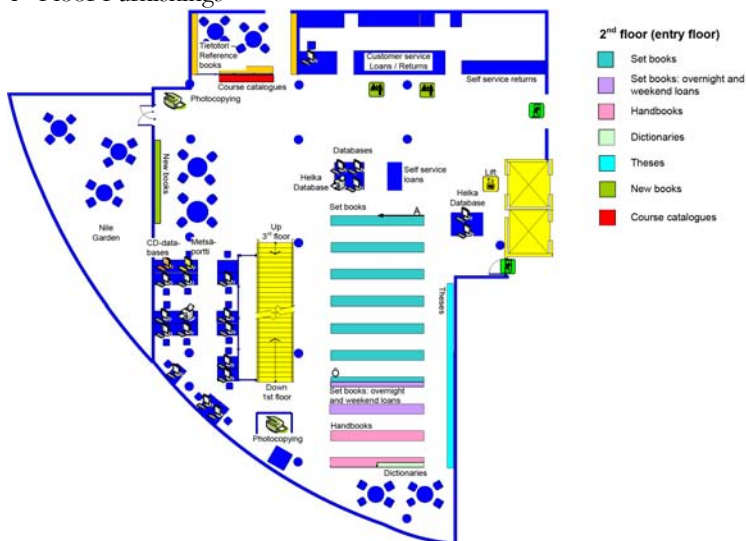 Floor Furnishings
Tietotori –
Reference
books
Course catalogues
Photocopying
Customer service
Loans / Returns
Self service returns
2nd floor (entry floor)
Set books
Set books: overnight and
weekend loans
Handbooks
Dictionaries
Theses
New books
Course catalogues
Databases
Helka
Database
Self service
loans
Lift
Helka
Database
New books
Nile
Garden
Set books
A
CD-data-
bases
Metsä-
portti
Up
3rd floor
Theses
Down
1st floor
Ö
Set books: overnight
and weekend loans
Handbooks
Photocopying
Dictionaries